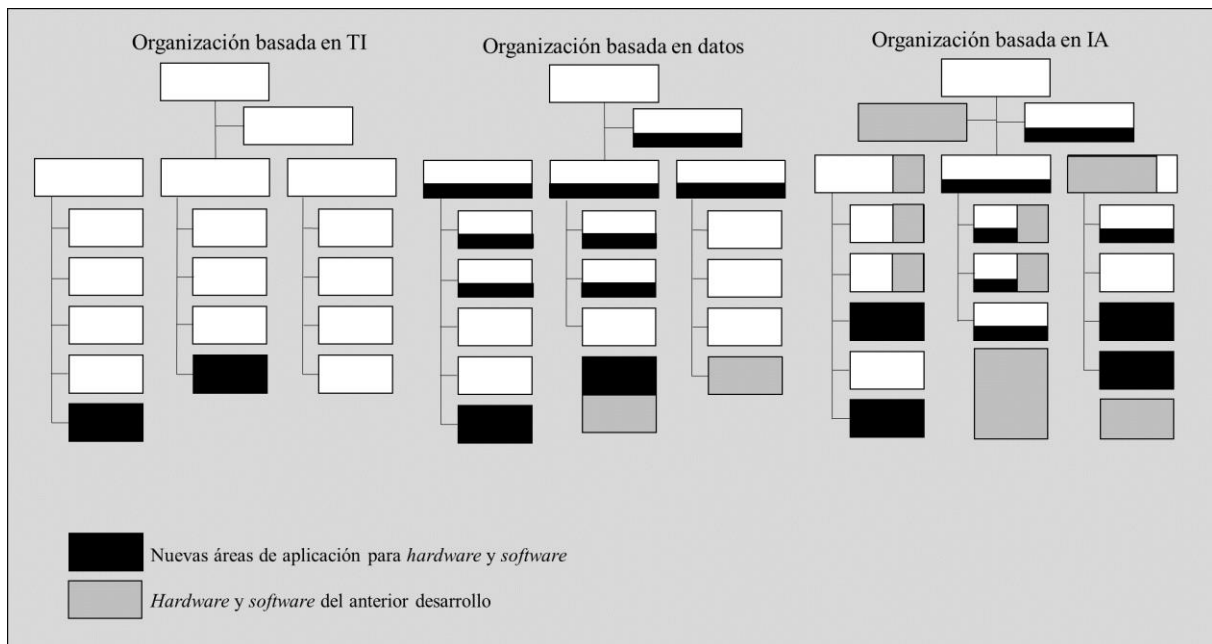 Organización basada en TI
Organización basada en datos
Organización basada en IA
Nuevas áreas de aplicación para hardware y software
Hardware y software del anterior desarrollo